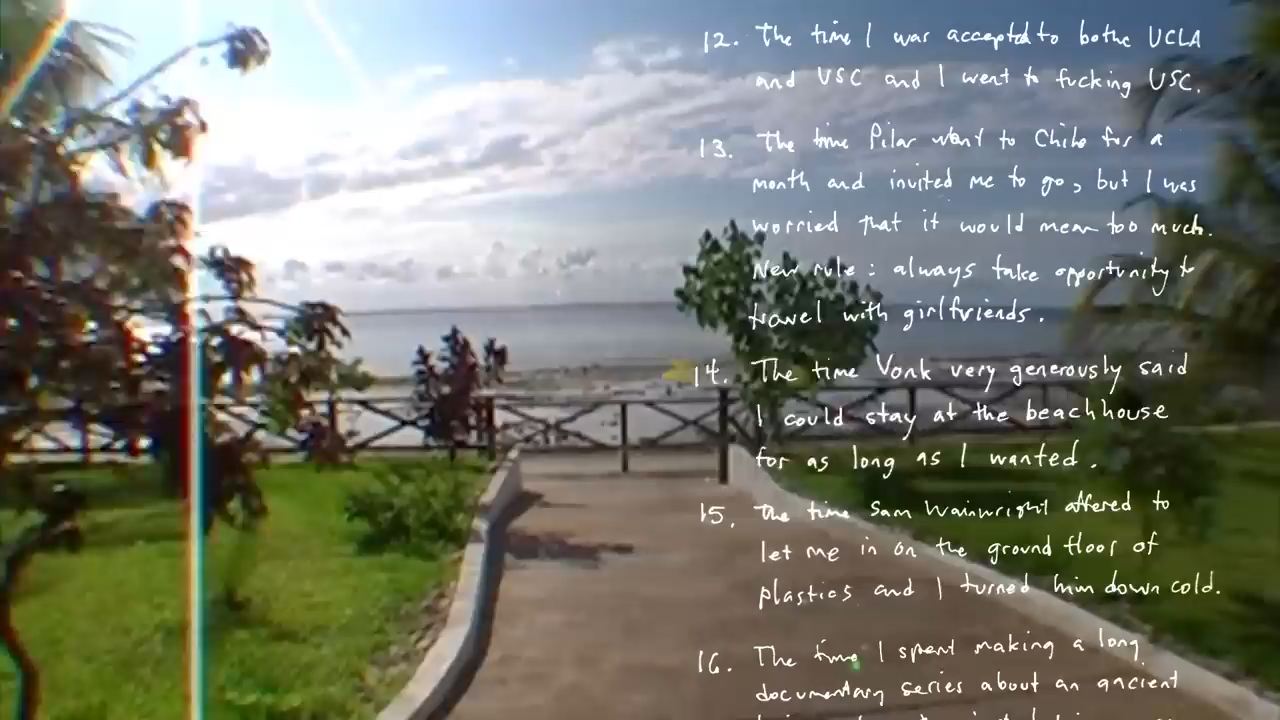 12. The time I was acceptd to bothe UCLA
and USC and I went to fucking USC.
13. The time Pilar went to Chile for a
month and invited me to go, but I was
worried that it would mean too much.
New rule: always take opportunity to
travel with girlfriends.
14. The time Vonk very generously said
I could stay at the beachhouse
for as long as I wanted.
15. The time Sam Wainwright offered to
let me in on the ground floor of
plastics and I turned him down cold.
16. The time I spent making a long
documentary series about an ancient